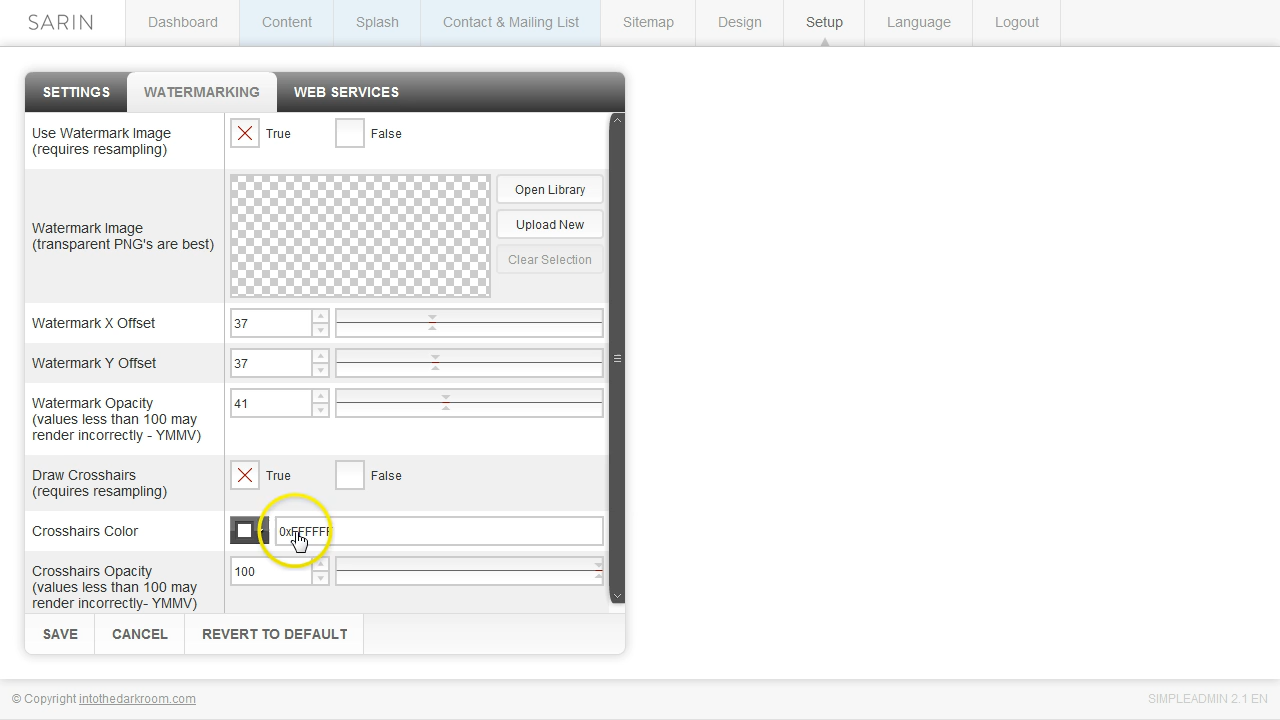 SARIN
Dashboard
Content
Splash
Contact & Mailing List
Sitemap
Design
Setup
Language
Logout
SETTINGS
WATERMARKING
WEB SERVICES
Use Watermark Image
(requires resampling)
True
False
Watermark Image
(transparent PNG's are best)
Open Library
Upload New
Clear Selection
Watermark X Offset
37
Watermark Y Offset
37
Watermark Opacity
(values less than 100 may
render incorrectly - YMMV)
41
Draw Crosshairs
(requires resampling)
True
False
Crosshairs Color
0xFFFFFF
Crosshairs Opacity
(values less than 100 may
render incorrectly- YMMV)
100
SAVE
CANCEL
REVERT TO DEFAULT
© Copyright intothedarkroom.com
SIMPLEADMIN 2.1 EN